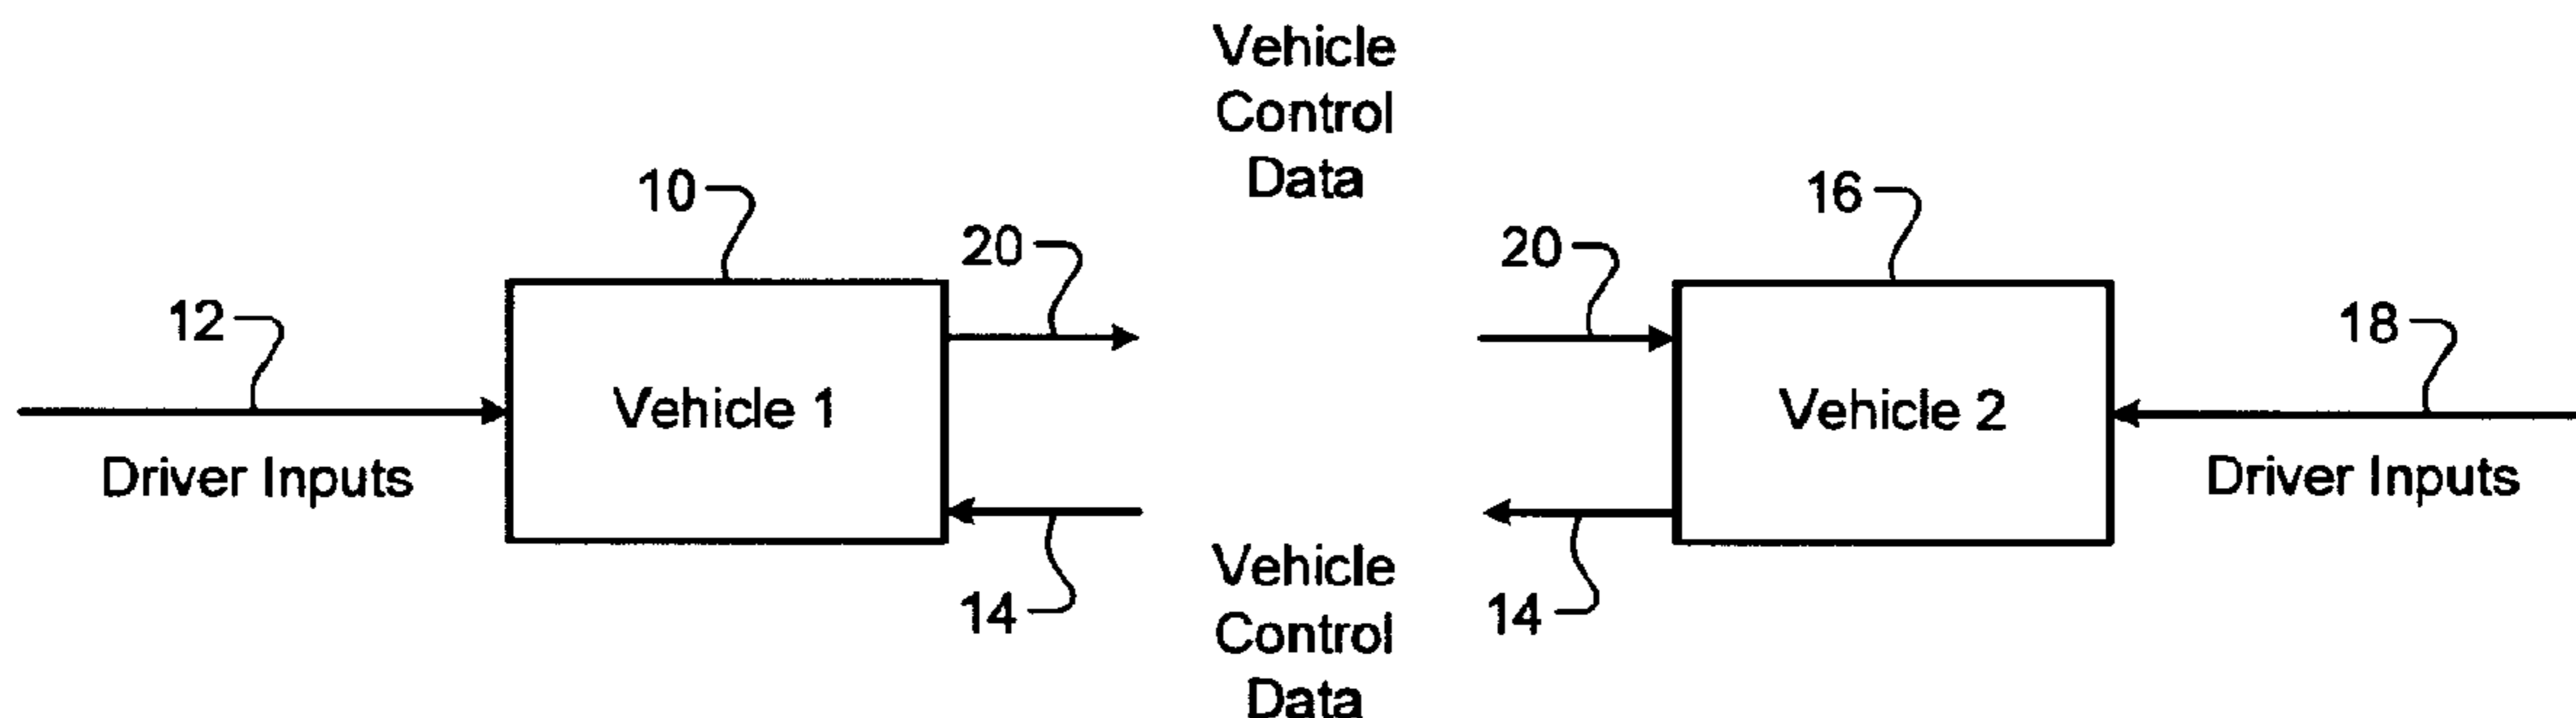 Vehicle
Control
Data
10
16
20
20
12
18
Vehicle 1
Vehicle 2
Driver Inputs
Driver Inputs
14
14
Vehicle
Control
Data